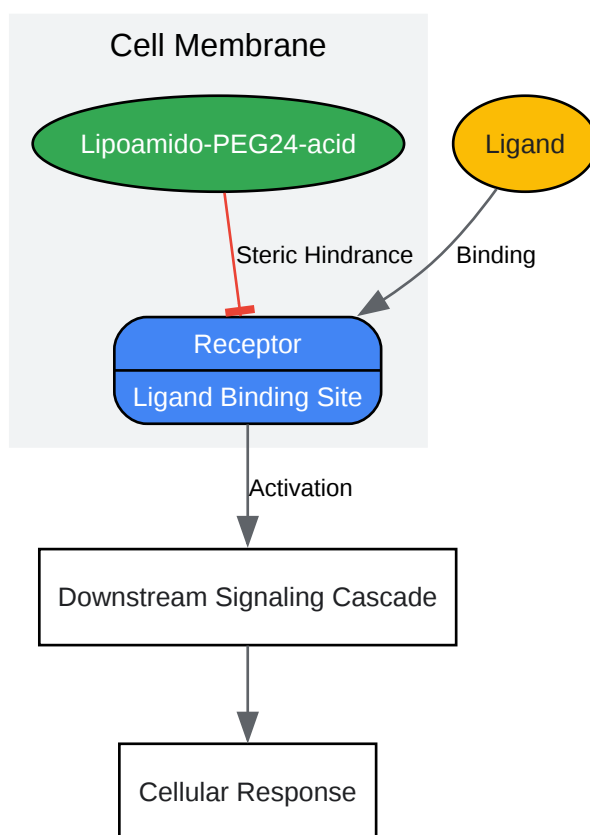 Cell Membrane
Lipoamido-PEG24-acid
Ligand
Steric Hindrance
Binding
Receptor
Ligand Binding Site
Activation
Downstream Signaling Cascade
Cellular Response